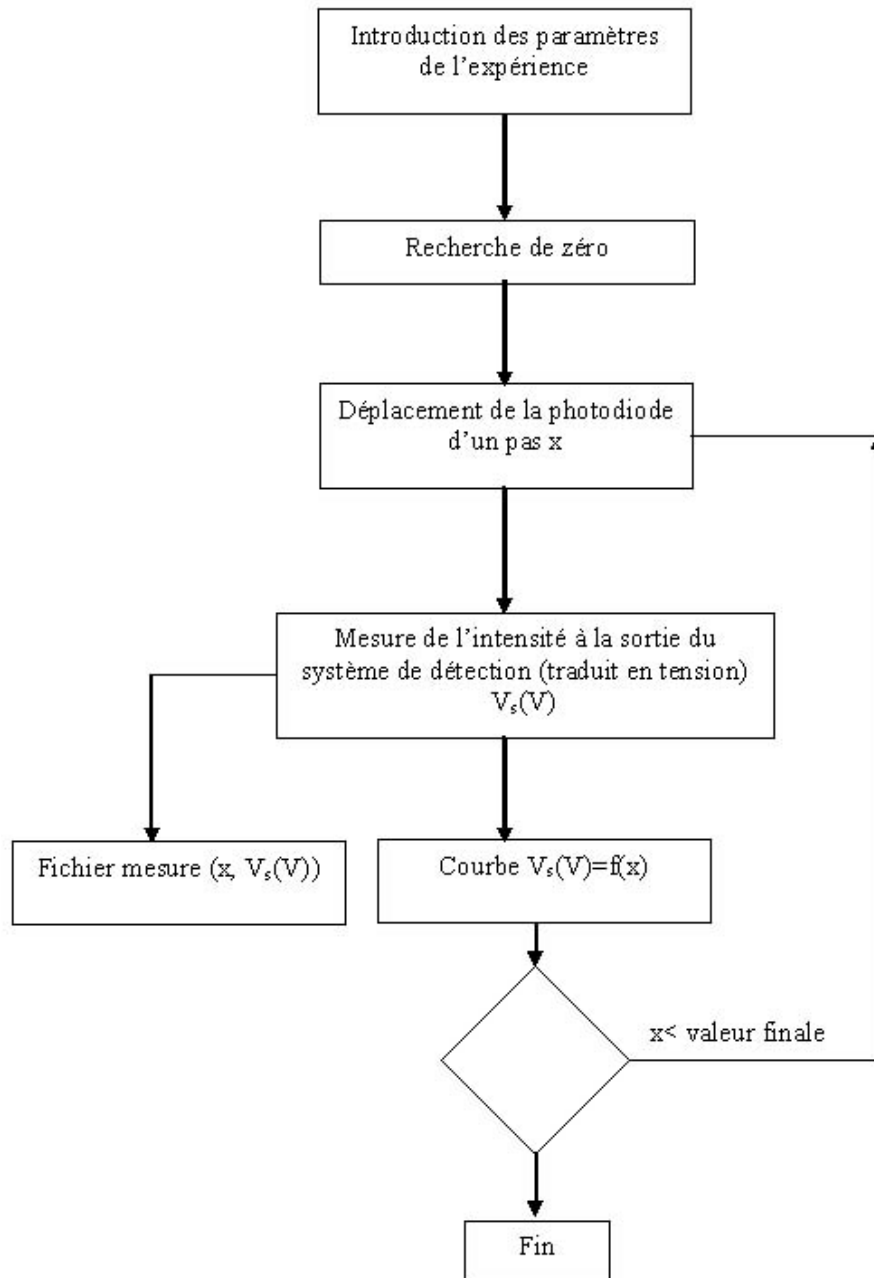 Introduction des paramètres
de l’expérience
Recherche de zéro
Déplacement de la photodiode
d’un pas x
Mesure de l’intensité à la sortie du
système de détection (traduit en tension)
Vₛ(V)
Fichier mesure (x, Vₛ(V))
Courbe Vₛ(V)=f(x)
x< valeur finale
Fin